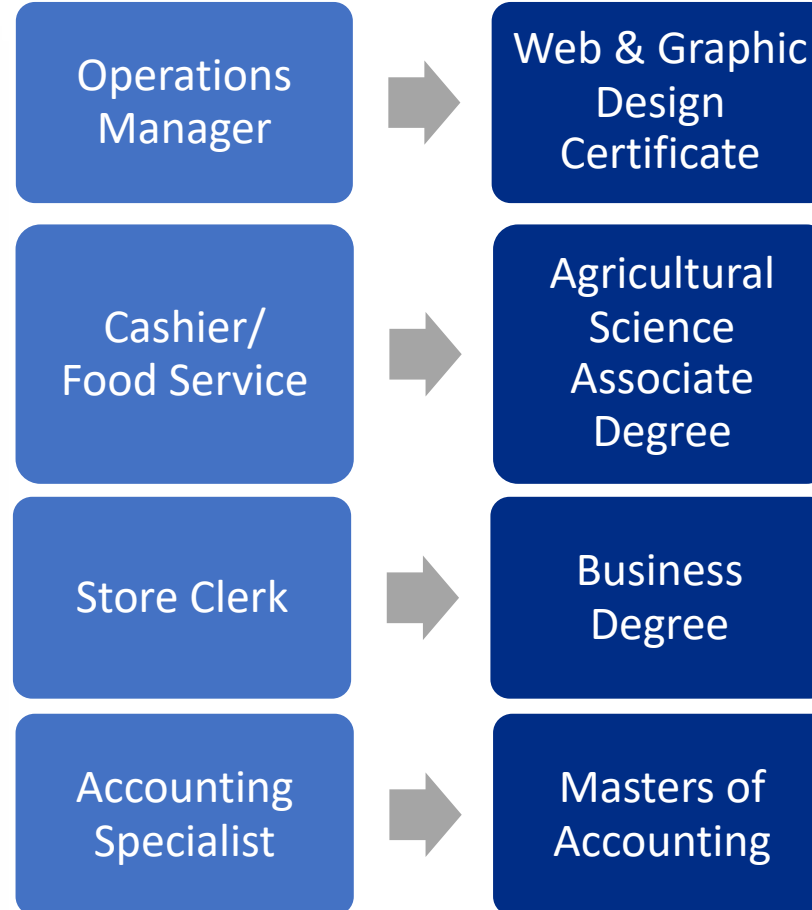 Operations
Manager
Web & Graphic
Design
Certificate
Cashier/
Food Service
Agricultural
Science
Associate
Degree
Store Clerk
Business
Degree
Accounting
Specialist
Masters of
Accounting